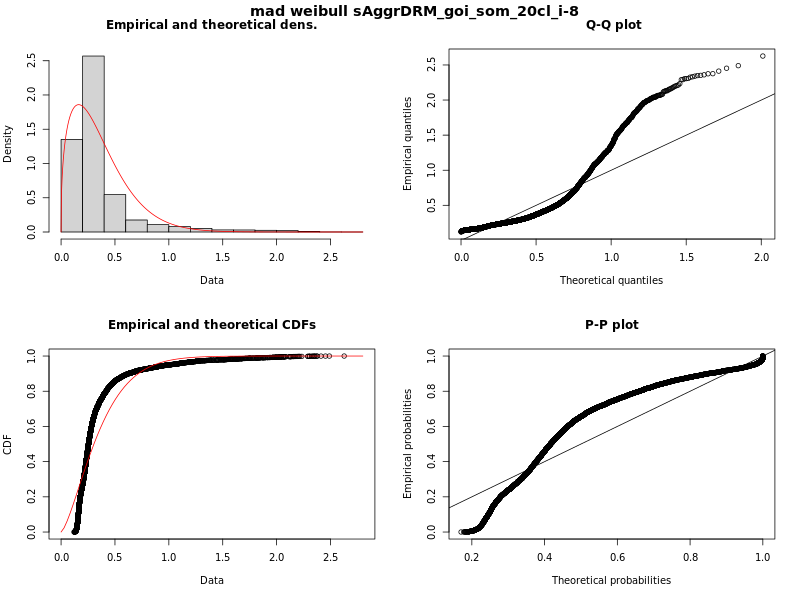 mad weibull sAggrDRM_goi_som_20cl_i-8
Empirical and theoretical dens.
Density
0.0 0.5 1.0 1.5 2.0 2.5
0.0 0.5 1.0 1.5 2.0 2.5
Data
Q-Q plot
Empirical quantiles
0.5 1.0 1.5 2.0 2.5
0.0 0.5 1.0 1.5 2.0
Theoretical quantiles
Empirical and theoretical CDFs
CDF
0.0 0.2 0.4 0.6 0.8 1.0
0.0 0.5 1.0 1.5 2.0 2.5
Data
P-P plot
Empirical probabilities
0.0 0.2 0.4 0.6 0.8 1.0
0.2 0.4 0.6 0.8 1.0
Theoretical probabilities